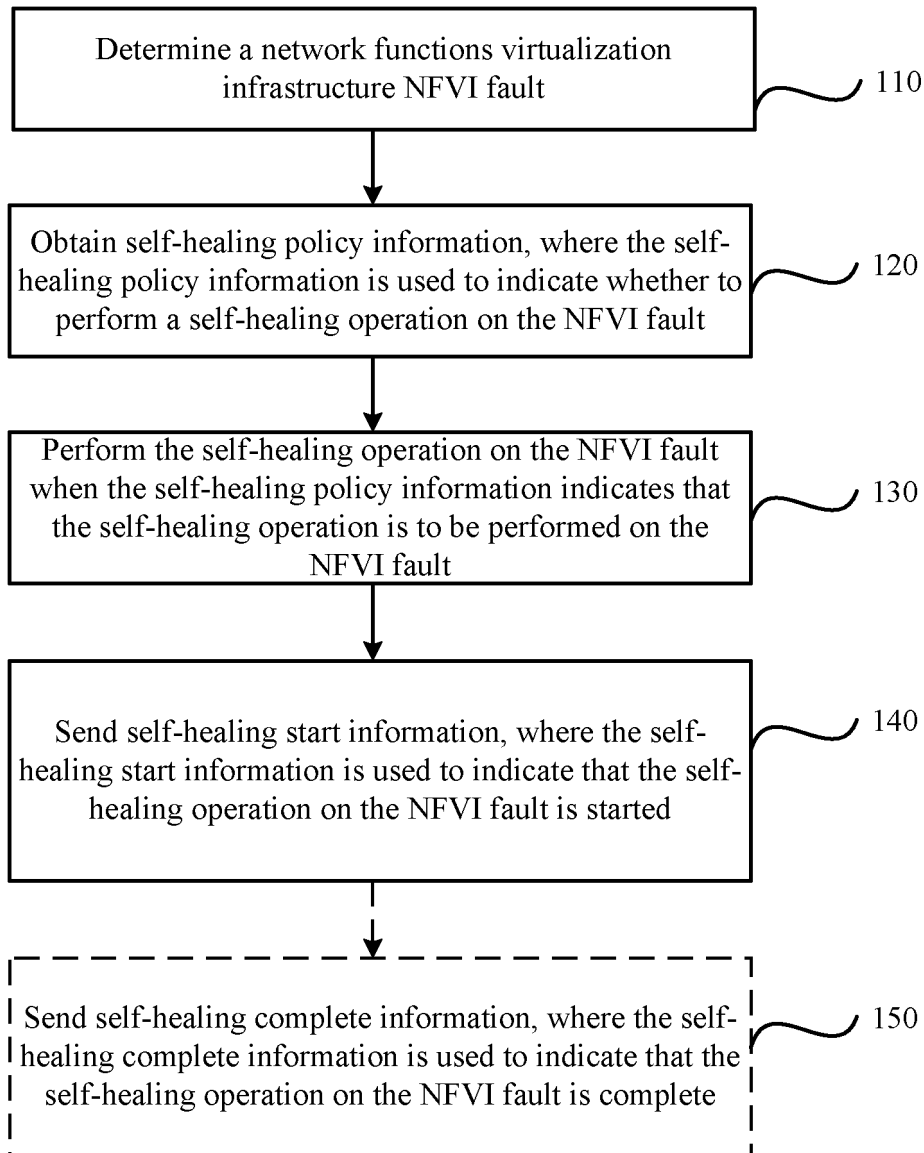 Determine a network functions virtualization
infrastructure NFVI fault
110
Obtain self-healing policy information, where the self-
healing policy information is used to indicate whether to
perform a self-healing operation on the NFVI fault
120
Perform the self-healing operation on the NFVI fault
when the self-healing policy information indicates that
the self-healing operation is to be performed on the
NFVI fault
130
Send self-healing start information, where the self-
healing start information is used to indicate that the self-
healing operation on the NFVI fault is started
140
Send self-healing complete information, where the self-
healing complete information is used to indicate that the
self-healing operation on the NFVI fault is complete
150